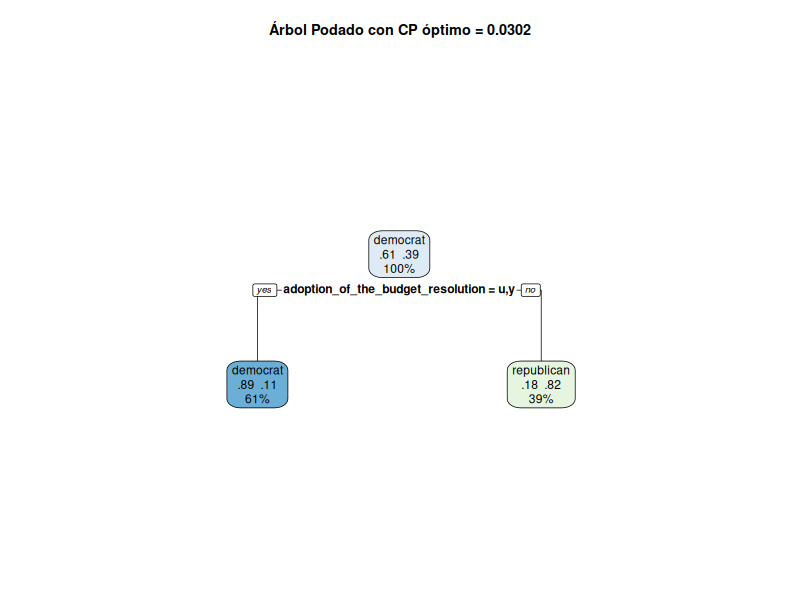 Árbol Podado con CP óptimo = 0.0302
democrat
.61 .39
100%
yes
adoption_of_the_budget_resolution = u,y
no
democrat
.89 .11
61%
republican
.18 .82
39%